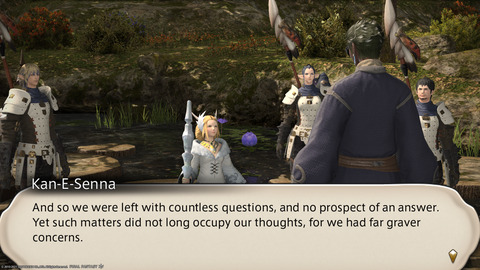 Kan-E-Senna
And so we were left with countless questions, and no prospect of an answer.
Yet such matters did not long occupy our thoughts, for we had far graver
concerns.